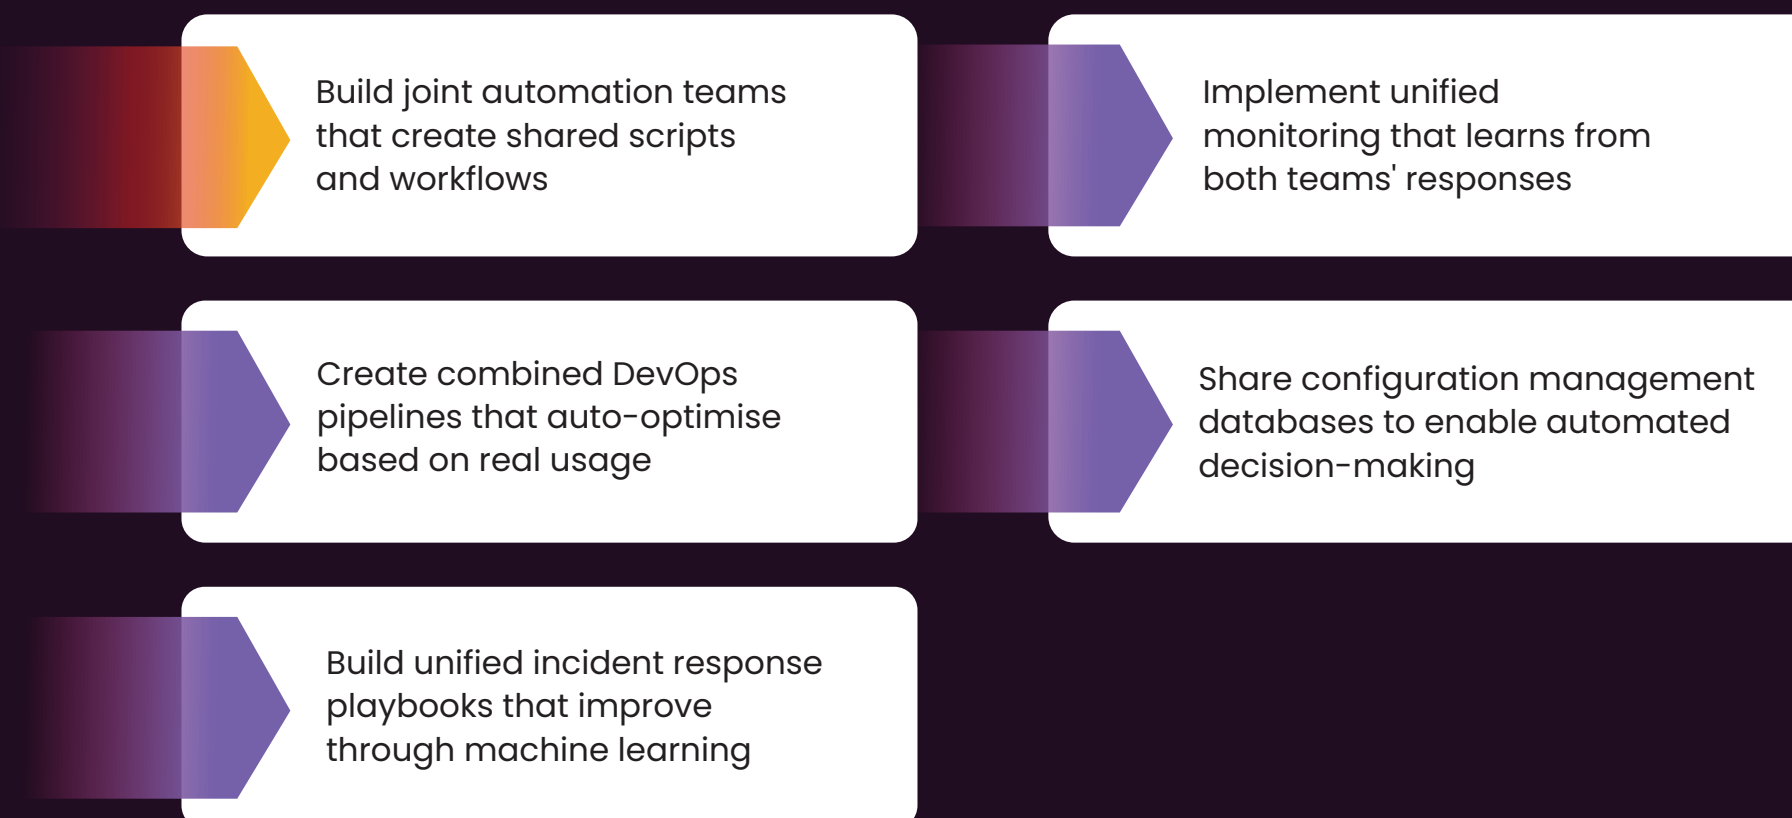 Build joint automation teams
that create shared scripts
and workflows
Implement unified
monitoring that learns from
both teams' responses
Create combined DevOps
pipelines that auto-optimise
based on real usage
Share configuration management
databases to enable automated
decision-making
Build unified incident response
playbooks that improve
through machine learning